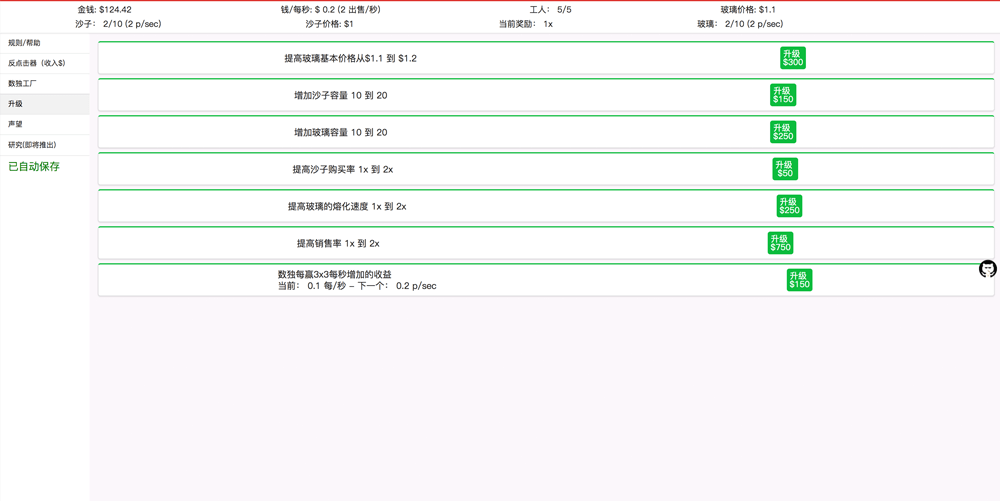 金钱: $124.42
钱/每秒: $ 0.2 (2 出售/秒)
工人： 5/5
玻璃价格: $1.1
沙子： 2/10 (2 p/sec)
沙子价格: $1
当前奖励： 1x
玻璃： 2/10 (2 p/sec)
规则/帮助
反点击器（收入$)
数独工厂
升级
声望
研究(即将推出)
已自动保存
提高玻璃基本价格从$1.1 到 $1.2
升级
$300
增加沙子容量 10 到 20
升级
$150
增加玻璃容量 10 到 20
升级
$250
提高沙子购买率 1x 到 2x
升级
$50
提高玻璃的熔化速度 1x 到 2x
升级
$250
提高销售率 1x 到 2x
升级
$750
数独每赢3x3每秒增加的收益
当前： 0.1 每/秒 – 下一个： 0.2 p/sec
升级
$150